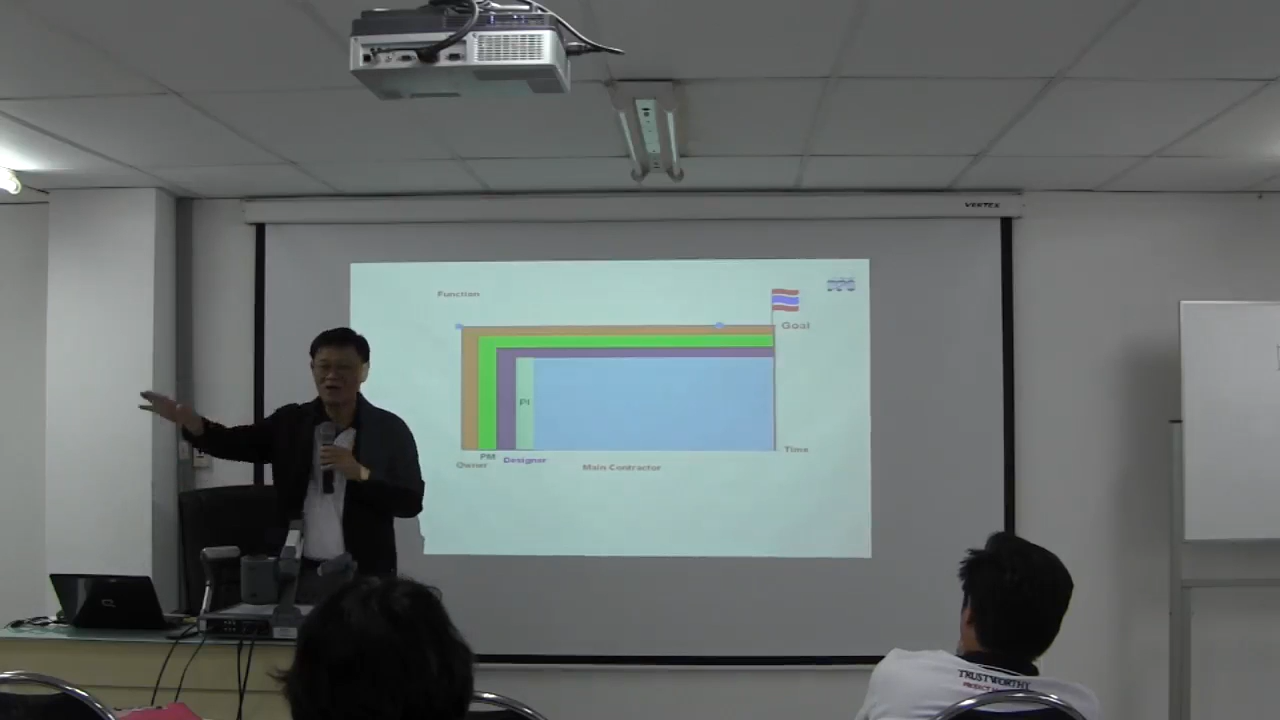 VERTEX
Function
Goal
PI
Time
PM
Owner
Designer
Main Contractor
TRUSTWORTHY